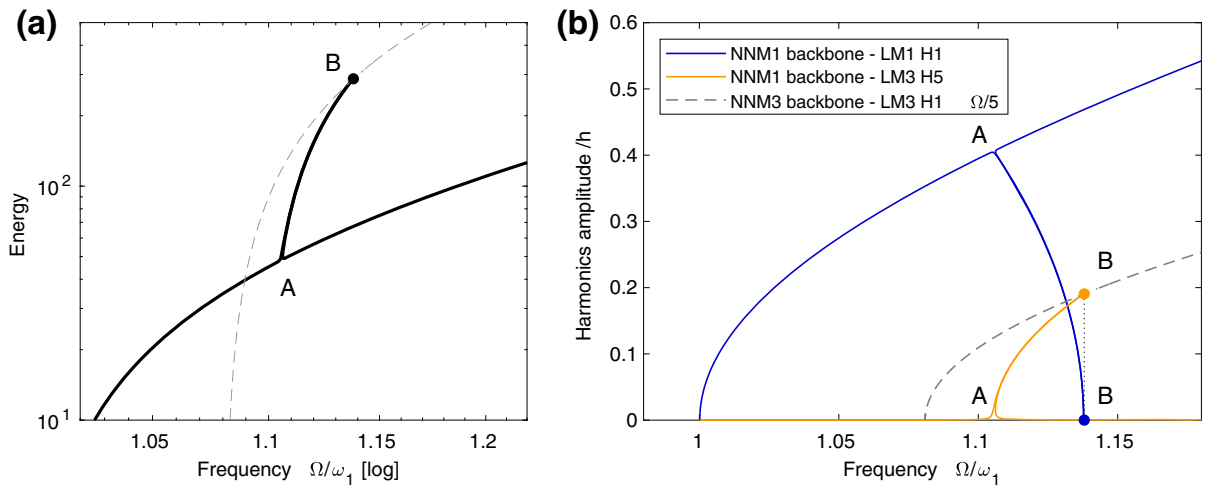 (a)
B
10²
Energy
A
10¹
1.05
1.1
1.15
1.2
Frequency Ω/ω₁ [log]
(b)
0.6
NNM1 backbone - LM1 H1
NNM1 backbone - LM3 H5
NNM3 backbone - LM3 H1 Ω/5
0.5
A
0.4
Harmonics amplitude /h
0.3
B
0.2
0.1
A
B
0
1
1.05
1.1
1.15
Frequency Ω/ω₁